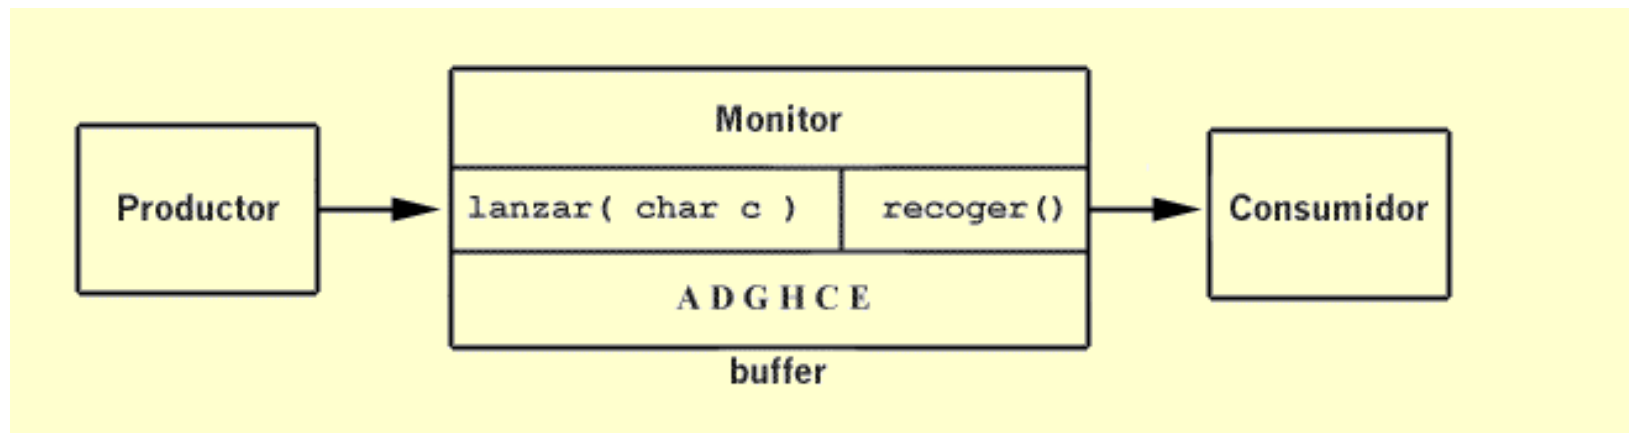 Monitor
Productor
lanzar( char c )
recoger()
Consumidor
A D G H C E
buffer